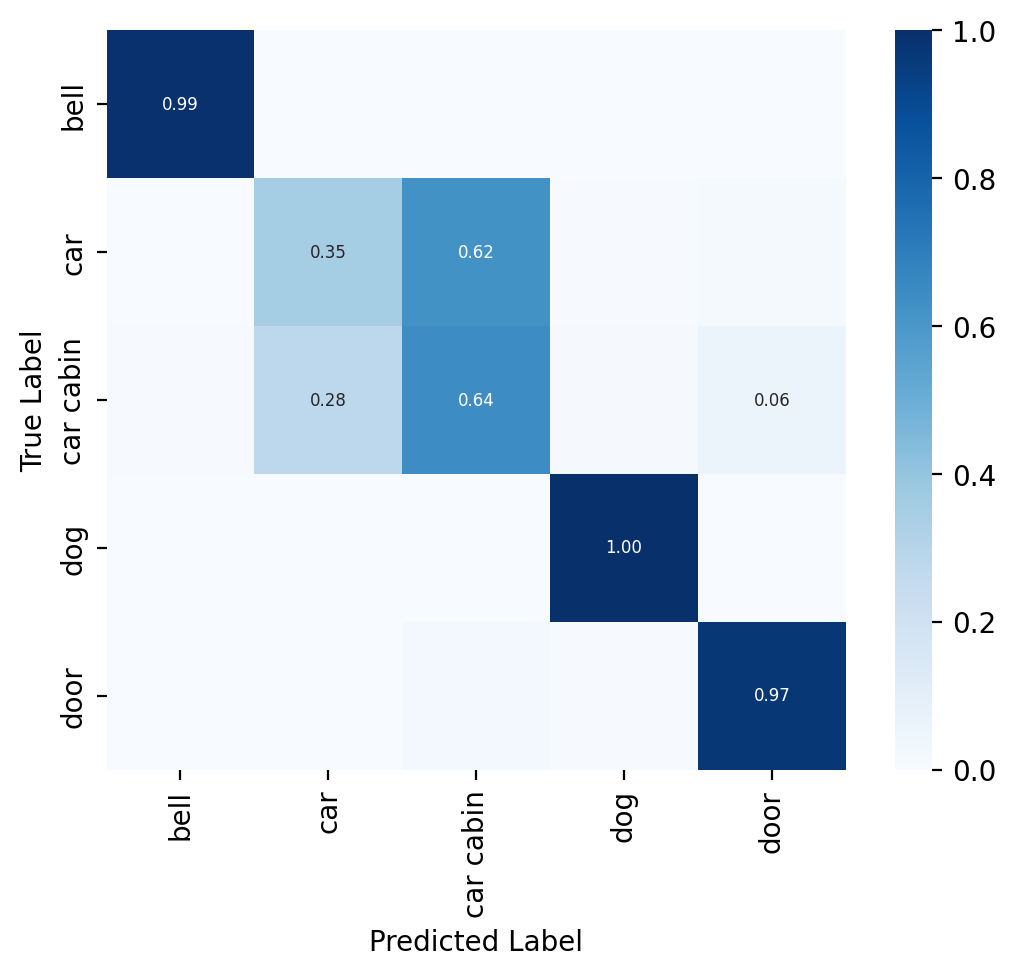 bell
0.99
car
0.35 0.62
car cabin
0.28 0.64 0.06
dog
1.00
door
0.97
True Label
bell car car cabin dog door
Predicted Label
1.0
0.8
0.6
0.4
0.2
0.0